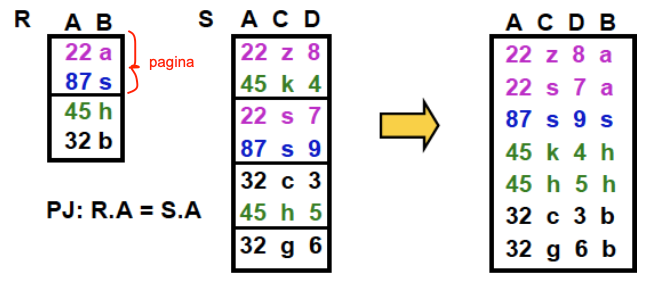 R A B
22 a
87 s
45 h
32 b
pagina
PJ: R.A = S.A
S A C D
22 z 8
45 k 4
22 s 7
87 s 9
32 c 3
45 h 5
32 g 6
A C D B
22 z 8 a
22 s 7 a
87 s 9 s
45 k 4 h
45 h 5 h
32 c 3 b
32 g 6 b